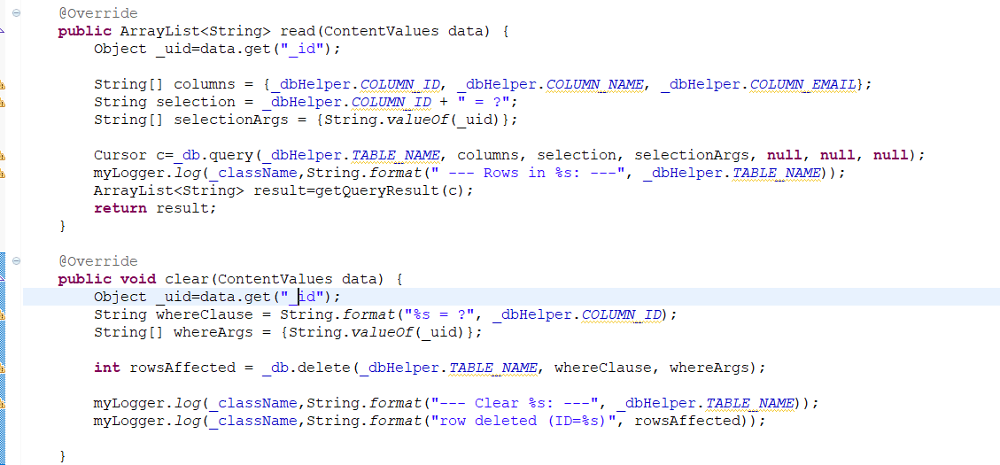 @Override
public ArrayList<String> read(ContentValues data) {
Object _uid=data.get("_id");
String[] columns = {_dbHelper.COLUMN_ID, _dbHelper.COLUMN_NAME, _dbHelper.COLUMN_EMAIL};
String selection = _dbHelper.COLUMN_ID + " = ?";
String[] selectionArgs = {String.valueOf(_uid)};
Cursor c=_db.query(_dbHelper.TABLE_NAME, columns, selection, selectionArgs, null, null, null);
myLogger.log(_className,String.format(" --- Rows in %s: ---", _dbHelper.TABLE_NAME));
ArrayList<String> result=getQueryResult(c);
return result;
}
@Override
public void clear(ContentValues data) {
Object _uid=data.get("_id");
String whereClause = String.format("%s = ?", _dbHelper.COLUMN_ID);
String[] whereArgs = {String.valueOf(_uid)};
int rowsAffected = _db.delete(_dbHelper.TABLE_NAME, whereClause, whereArgs);
myLogger.log(_className,String.format("--- Clear %s: ---", _dbHelper.TABLE_NAME));
myLogger.log(_className,String.format("row deleted (ID=%s)", rowsAffected));
}